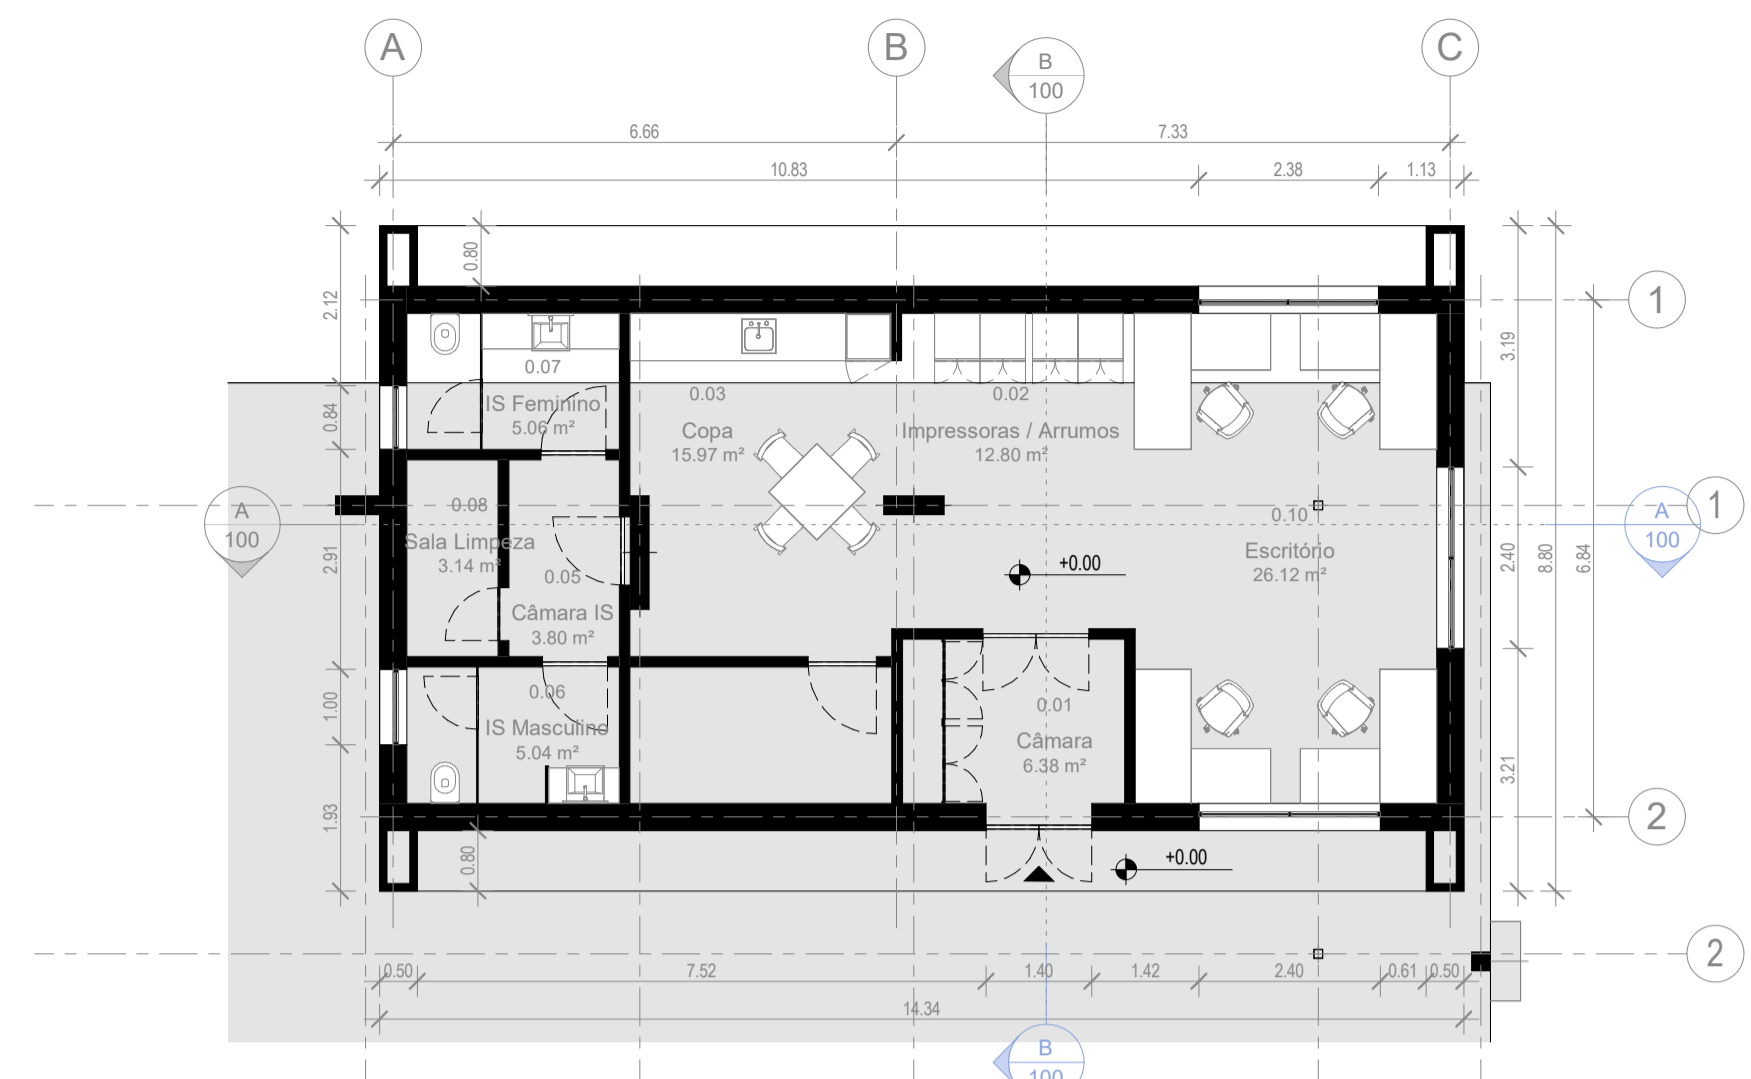 A
B
C
B
100
6.66
7.33
10.83
2.38
1.13
0.80
2.12
1
3.19
0.07
IS Feminino
5.06 m²
0.03
Copa
15.97 m²
0.02
Impressoras / Arrumos
12.80 m²
0.84
A
100
0.08
Sala Limpeza
3.14 m²
0.10
Escritório
26.12 m²
1
A
100
2.91
0.05
Câmara IS
3.80 m²
+0.00
2.40
8.80
6.84
0.06
IS Masculino
5.04 m²
1.00
0.01
Câmara
6.38 m²
3.21
1.93
2
0.80
+0.00
2
0.50
7.52
1.40
1.42
2.40
0.61
0.50
14.34
B
100